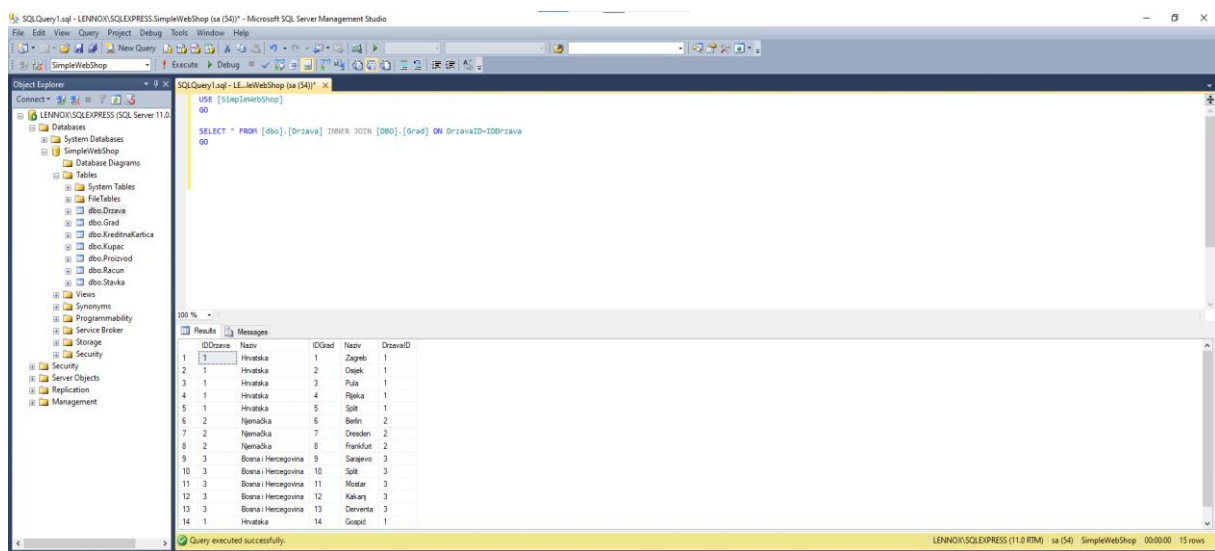 SQLQuery1.sql - LENNOX\SQLEXPRESS.SimpleWebShop (sa (54))* - Microsoft SQL Server Management Studio
File Edit View Query Project Debug Tools Window Help
New Query
SimpleWebShop Execute Debug
Object Explorer
Connect
LENNOX\SQLEXPRESS (SQL Server 11.0.
Databases
System Databases
SimpleWebShop
Database Diagrams
Tables
System Tables
FileTables
dbo.Drzava
dbo.Grad
dbo.KreditnaKartica
dbo.Kupac
dbo.Proizvod
dbo.Racun
dbo.Stavka
Views
Synonyms
Programmability
Service Broker
Storage
Security
Security
Server Objects
Replication
Management
SQLQuery1.sql - LE...leWebShop (sa (54))*
USE [SimpleWebShop]
GO
SELECT * FROM [dbo].[Drzava] INNER JOIN [DBO].[Grad] ON DrzavaID=IDDrzava
GO
100 %
Results Messages
IDDrzava Naziv IDGrad Naziv DrzavaID
1 1 Hrvatska 1 Zagreb 1
2 1 Hrvatska 2 Osijek 1
3 1 Hrvatska 3 Pula 1
4 1 Hrvatska 4 Rijeka 1
5 1 Hrvatska 5 Split 1
6 2 Njemačka 6 Berlin 2
7 2 Njemačka 7 Dresden 2
8 2 Njemačka 8 Frankfurt 2
9 3 Bosna i Hercegovina 9 Sarajevo 3
10 3 Bosna i Hercegovina 10 Split 3
11 3 Bosna i Hercegovina 11 Mostar 3
12 3 Bosna i Hercegovina 12 Kakanj 3
13 3 Bosna i Hercegovina 13 Derventa 3
14 1 Hrvatska 14 Gospić 1
Query executed successfully. LENNOX\SQLEXPRESS (11.0 RTM) sa (54) SimpleWebShop 00:00:00 15 rows